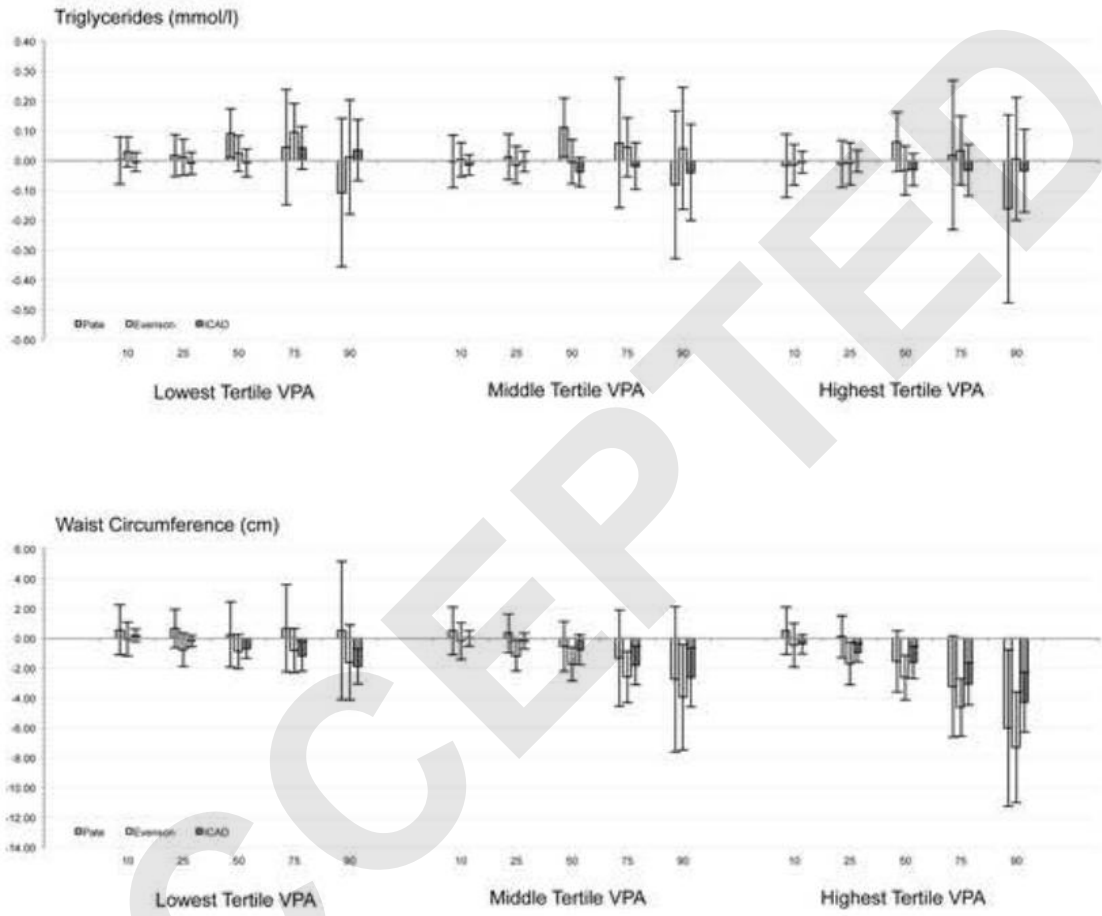 Triglycerides (mmol/l)
0.40
0.30
0.20
0.10
0.00
-0.10
-0.20
-0.30
-0.40
-0.50
-0.60
Pate Evenson ICAD
10 25 50 75 90 10 25 50 75 90 10 25 50 75 90
Lowest Tertile VPA Middle Tertile VPA Highest Tertile VPA
Waist Circumference (cm)
6.00
4.00
2.00
0.00
-2.00
-4.00
-6.00
-8.00
-10.00
-12.00
-14.00
Pate Evenson ICAD
10 25 50 75 90 10 25 50 75 90 10 25 50 75 90
Lowest Tertile VPA Middle Tertile VPA Highest Tertile VPA
CCEPTED